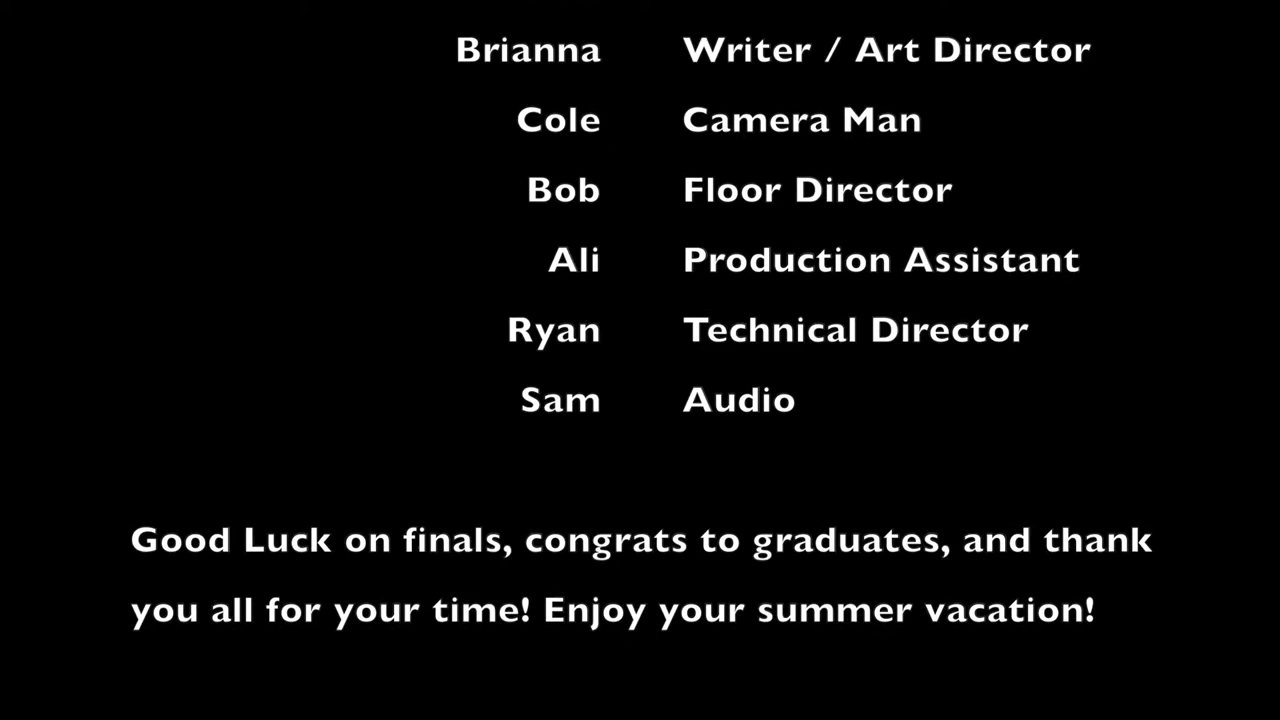 Brianna Writer / Art Director
Cole Camera Man
Bob Floor Director
Ali Production Assistant
Ryan Technical Director
Sam Audio
Good Luck on finals, congrats to graduates, and thank
you all for your time! Enjoy your summer vacation!